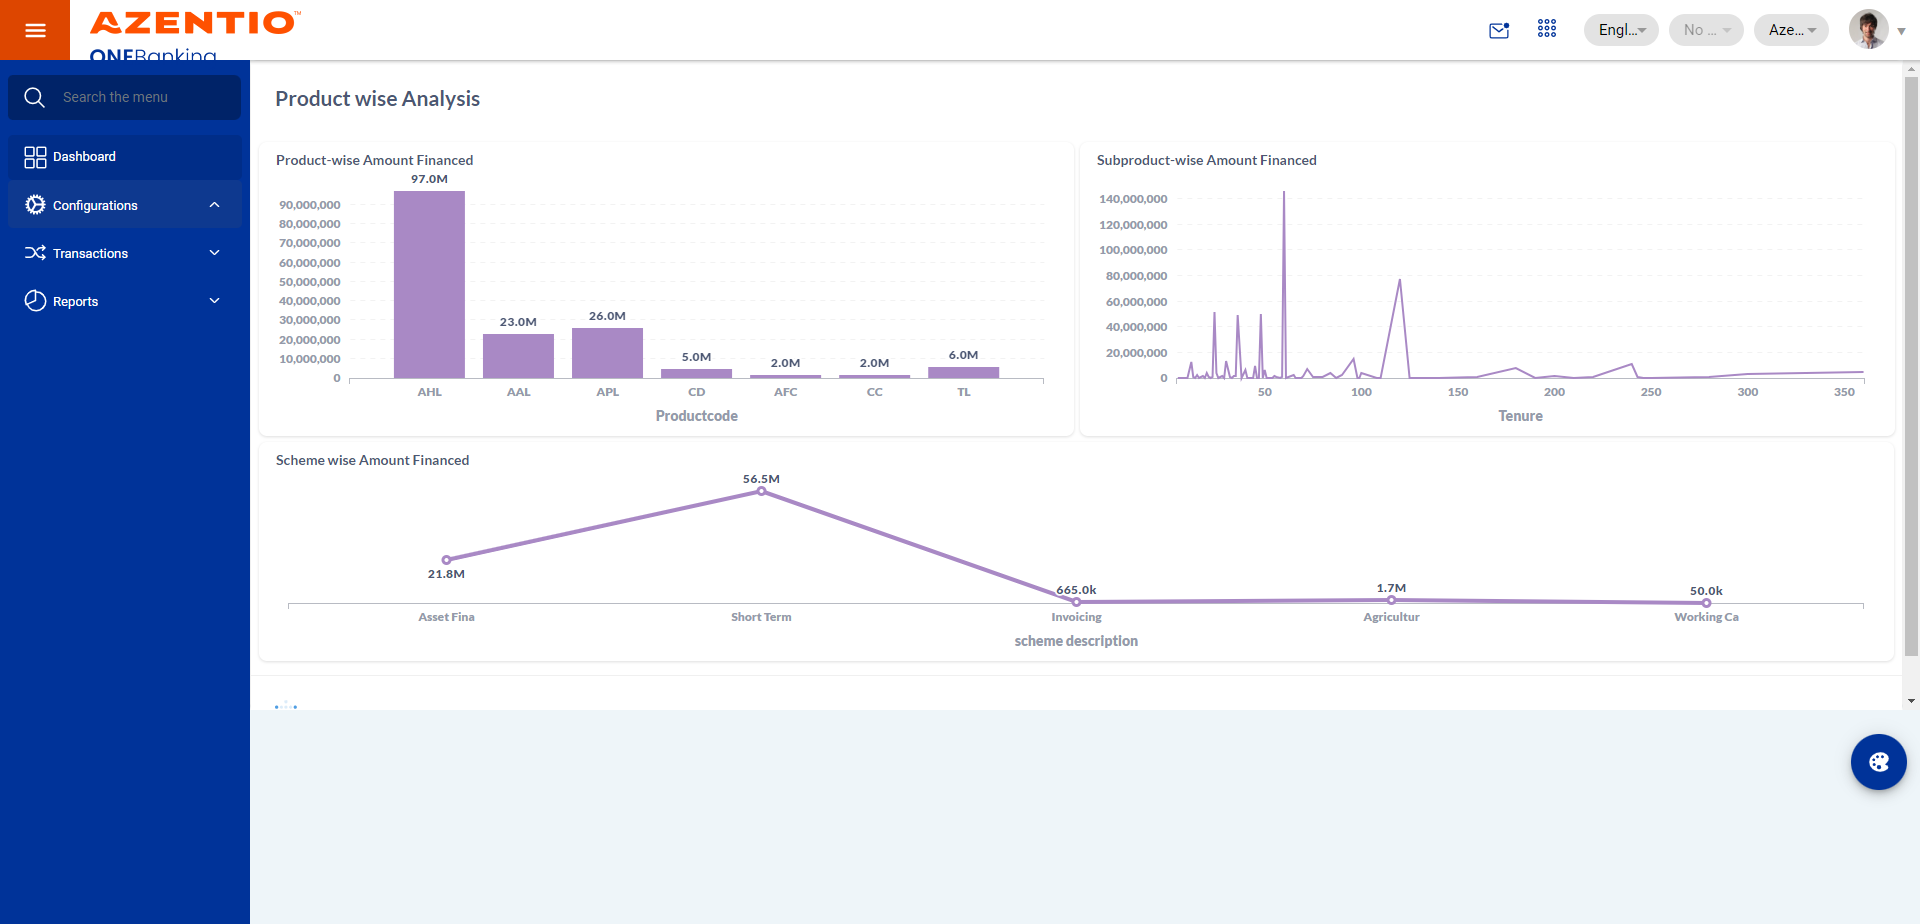 AZENTIO™
ONEBanking
Engl...
No ...
Aze...
Search the menu
Dashboard
Configurations
Transactions
Reports
Product wise Analysis
Product-wise Amount Financed
97.0M
90,000,000
80,000,000
70,000,000
60,000,000
50,000,000
40,000,000
30,000,000
20,000,000
10,000,000
0
23.0M
26.0M
5.0M
2.0M
2.0M
6.0M
AHL AAL APL CD AFC CC TL
Productcode
Subproduct-wise Amount Financed
140,000,000
120,000,000
100,000,000
80,000,000
60,000,000
40,000,000
20,000,000
0
50 100 150 200 250 300 350
Tenure
Scheme wise Amount Financed
56.5M
21.8M
665.0k
1.7M
50.0k
Asset Fina Short Term Invoicing Agricultur Working Ca
scheme description